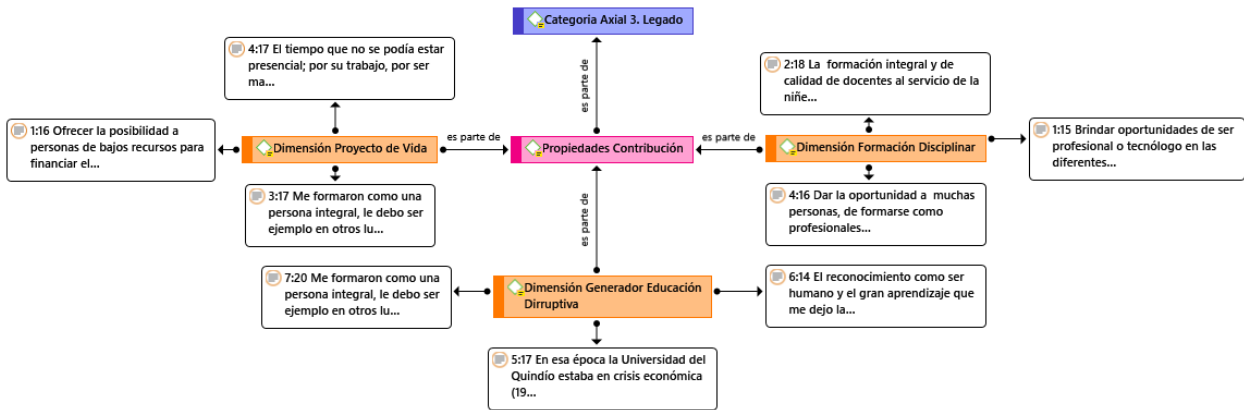 Categoria Axial 3. Legado
4:17 El tiempo que no se podía estar
presencial; por su trabajo, por ser
ma...
es parte de
2:18 La  formación integral y de
calidad de docentes al servicio de la
niñe...
1:16 Ofrecer la posibilidad a
personas de bajos recursos para
financiar el...
Dimensión Proyecto de Vida
es parte de
Propiedades Contribución
es parte de
Dimensión Formación Disciplinar
1:15 Brindar oportunidades de ser
profesional o tecnólogo en las
diferentes...
3:17 Me formaron como una
persona integral, le debo ser
ejemplo en otros lu...
es parte de
4:16 Dar la oportunidad a  muchas
personas, de formarse como
profesionales...
7:20 Me formaron como una
persona integral, le debo ser
ejemplo en otros lu...
Dimensión Generador Educación
Dirruptiva
6:14 El reconocimiento como ser
humano y el gran aprendizaje que
me dejo la...
5:17 En esa época la Universidad del
Quindío estaba en crisis económica
(19...